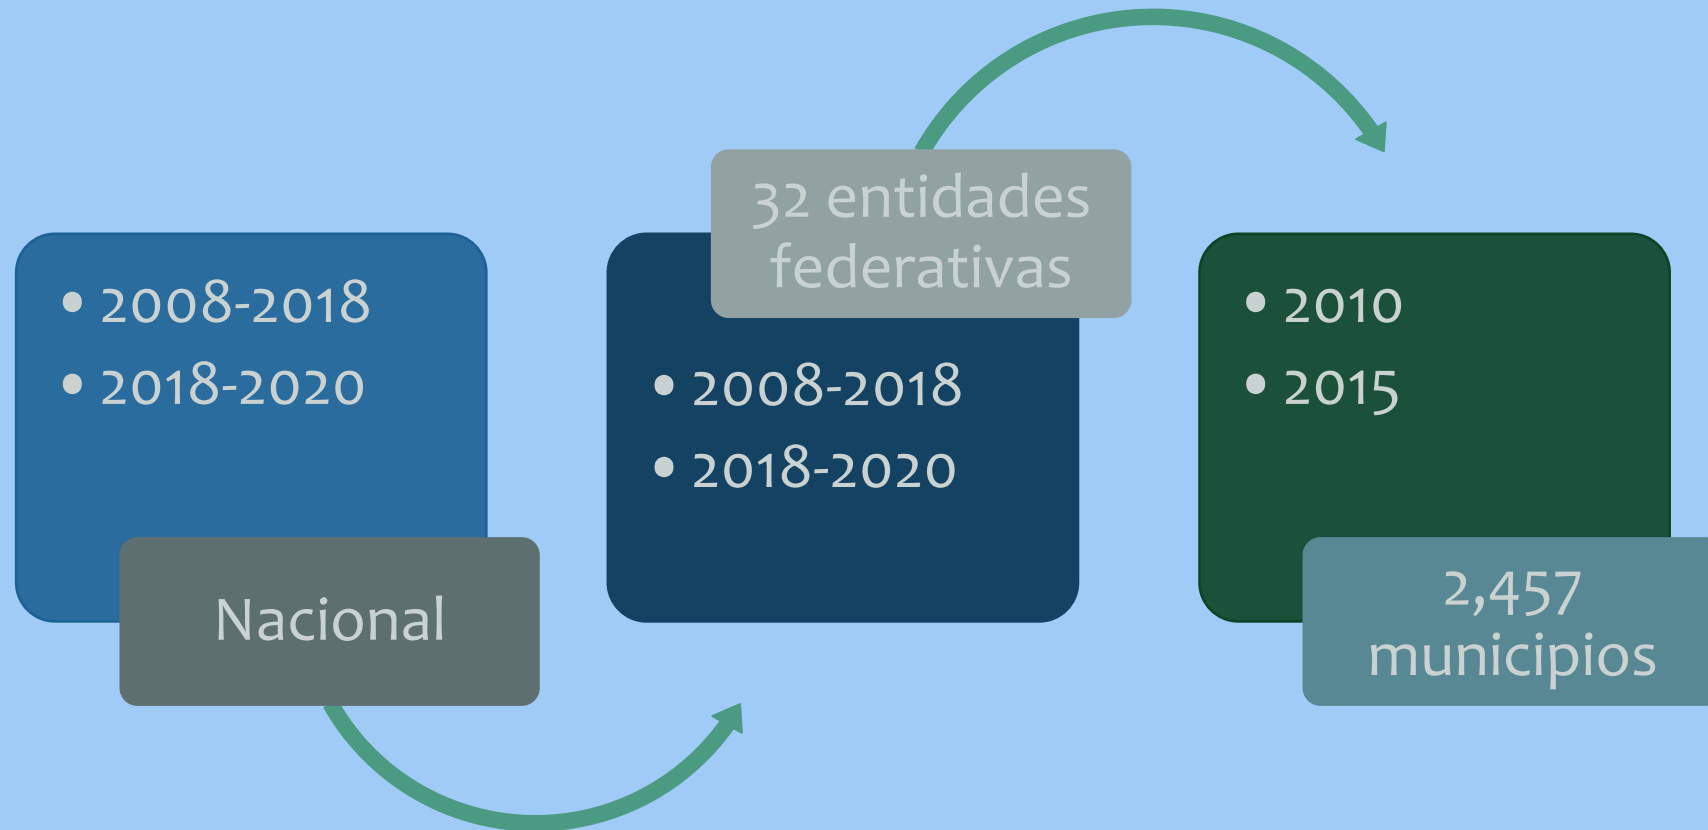 • 2008-2018
• 2018-2020
Nacional
32 entidades
federativas
• 2008-2018
• 2018-2020
• 2010
• 2015
2,457
municipios